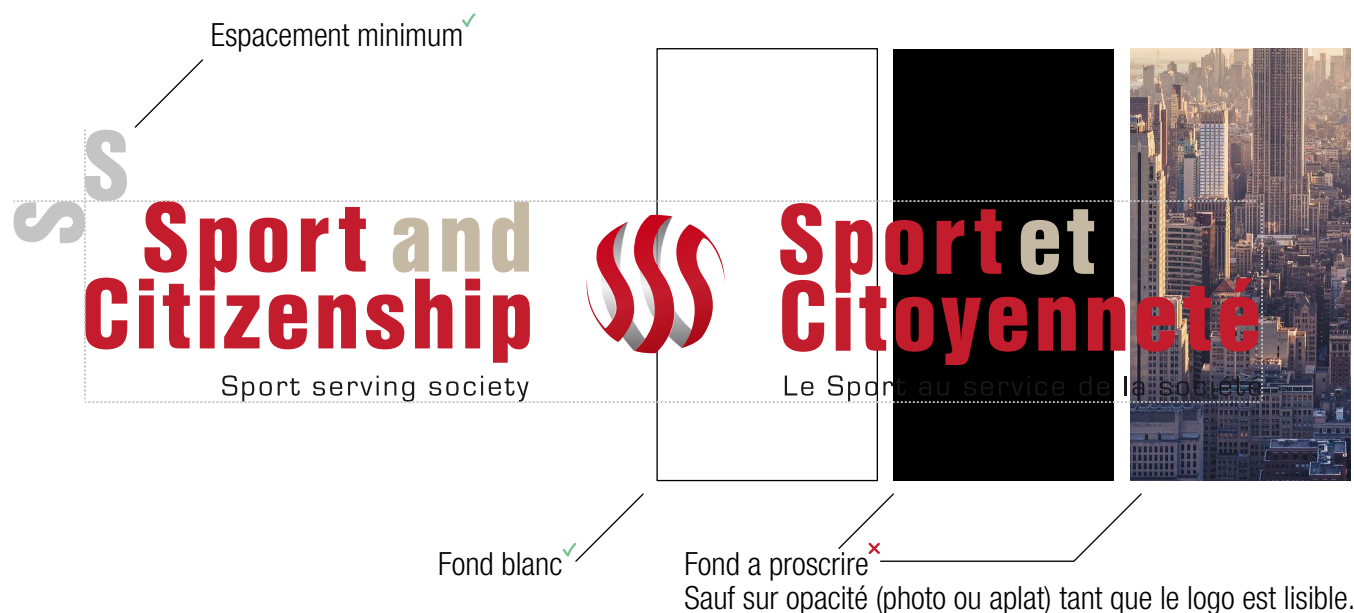 Espacement minimum
S
S
Sport and
Citizenship
Sport serving society
Sport et
Citoyenneté
Le Sport au service de la société
Fond blanc
Fond a proscrire
Sauf sur opacité (photo ou aplat) tant que le logo est lisible.